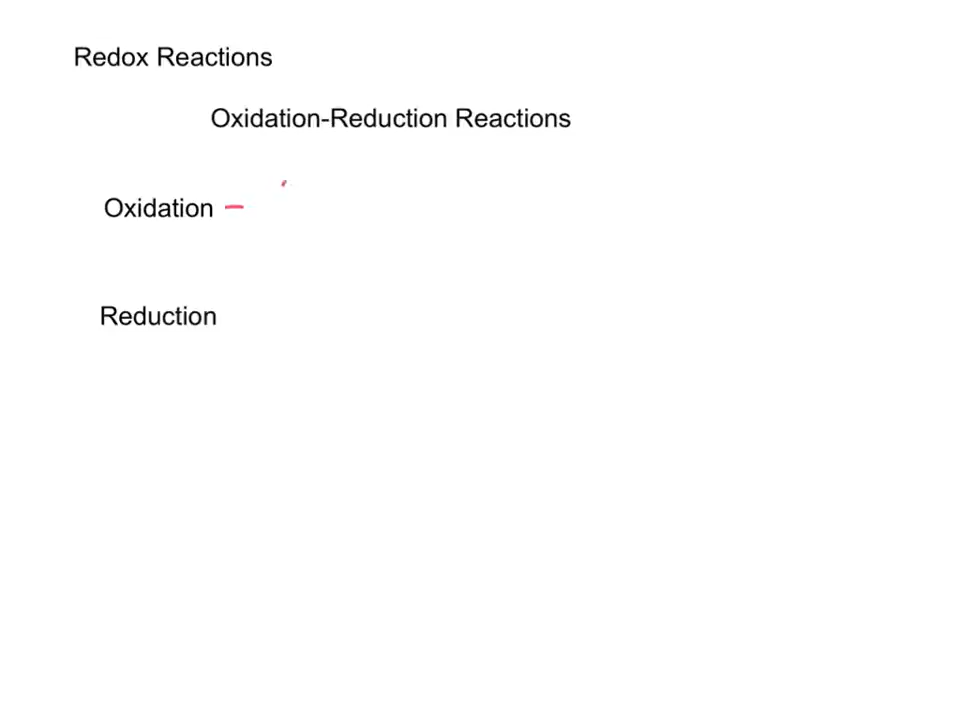 Redox Reactions
Oxidation-Reduction Reactions
Oxidation –
Reduction